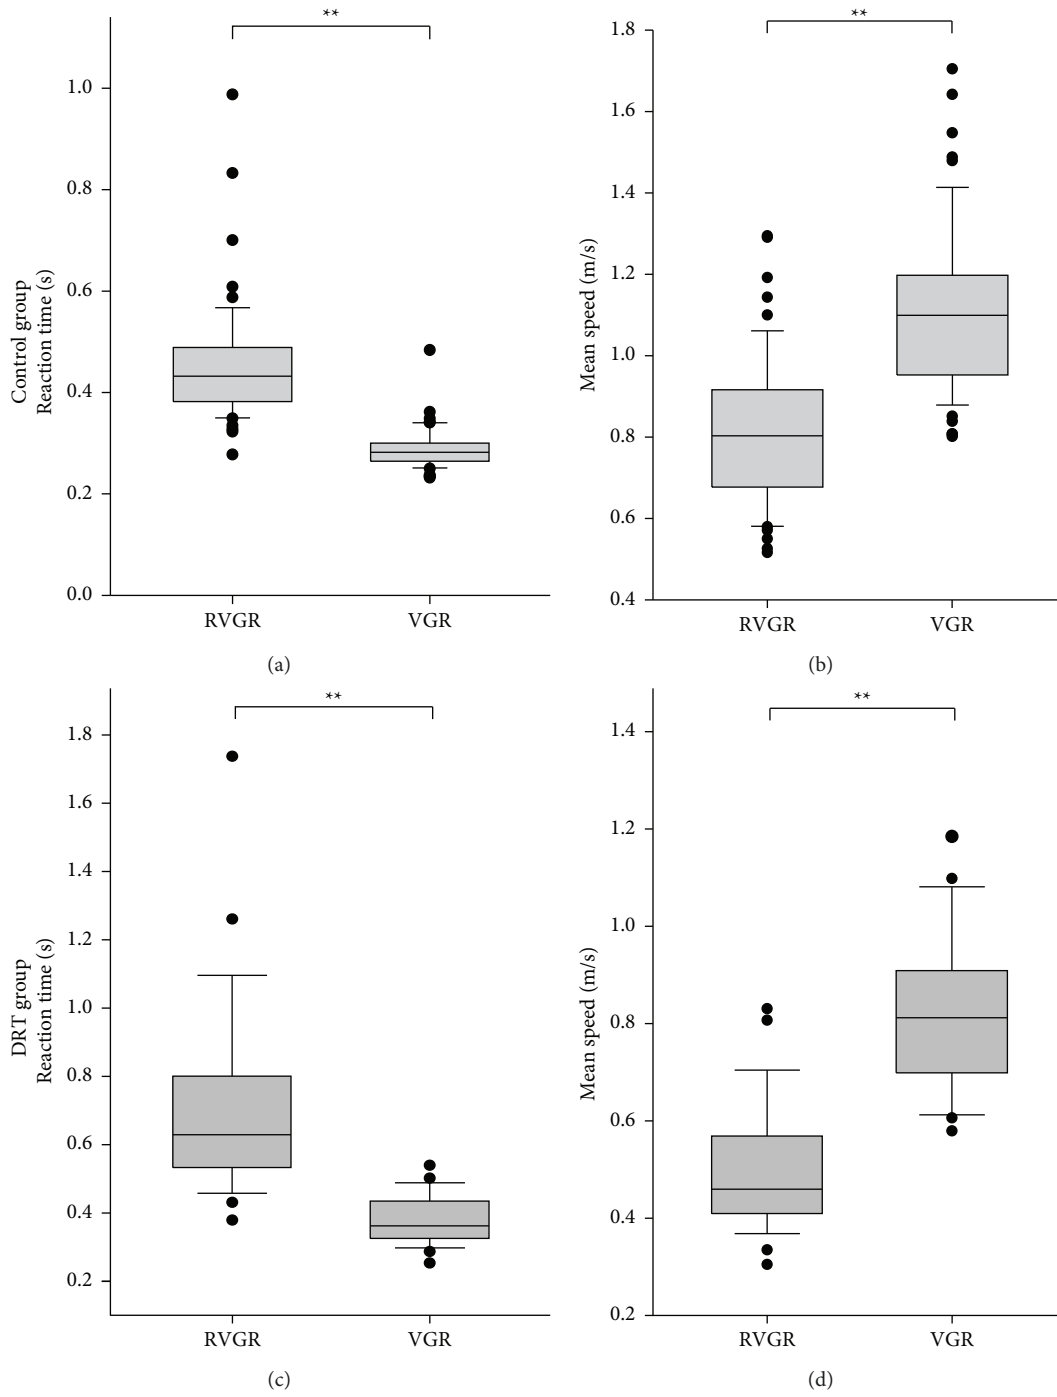 **
1.0
0.8
0.6
0.4
0.2
0.0
Control group
Reaction time (s)
RVGR
VGR
(a)
**
1.8
1.6
1.4
1.2
1.0
0.8
0.6
0.4
Mean speed (m/s)
RVGR
VGR
(b)
**
1.8
1.6
1.4
1.2
1.0
0.8
0.6
0.4
0.2
DRT group
Reaction time (s)
RVGR
VGR
(c)
**
1.4
1.2
1.0
0.8
0.6
0.4
0.2
Mean speed (m/s)
RVGR
VGR
(d)